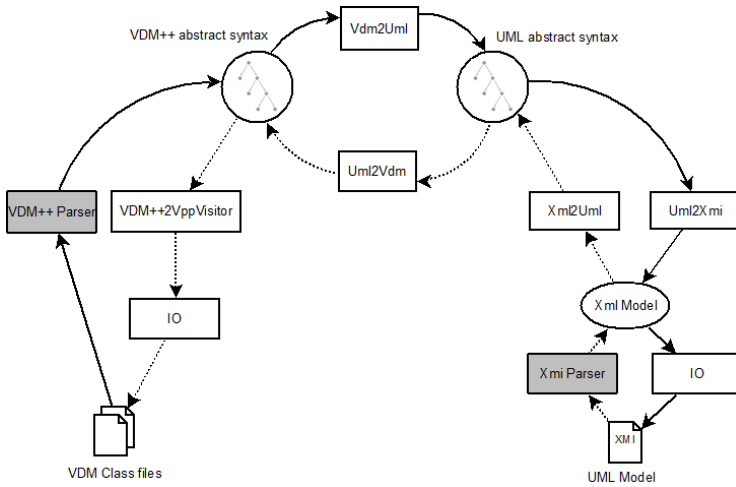 Vdm2Uml
VDM++ abstract syntax
UML abstract syntax
Uml2Vdm
VDM++ Parser
VDM++2VppVisitor
Xml2Uml
Uml2Xmi
IO
Xml Model
Xmi Parser
IO
XMI
VDM Class files
UML Model